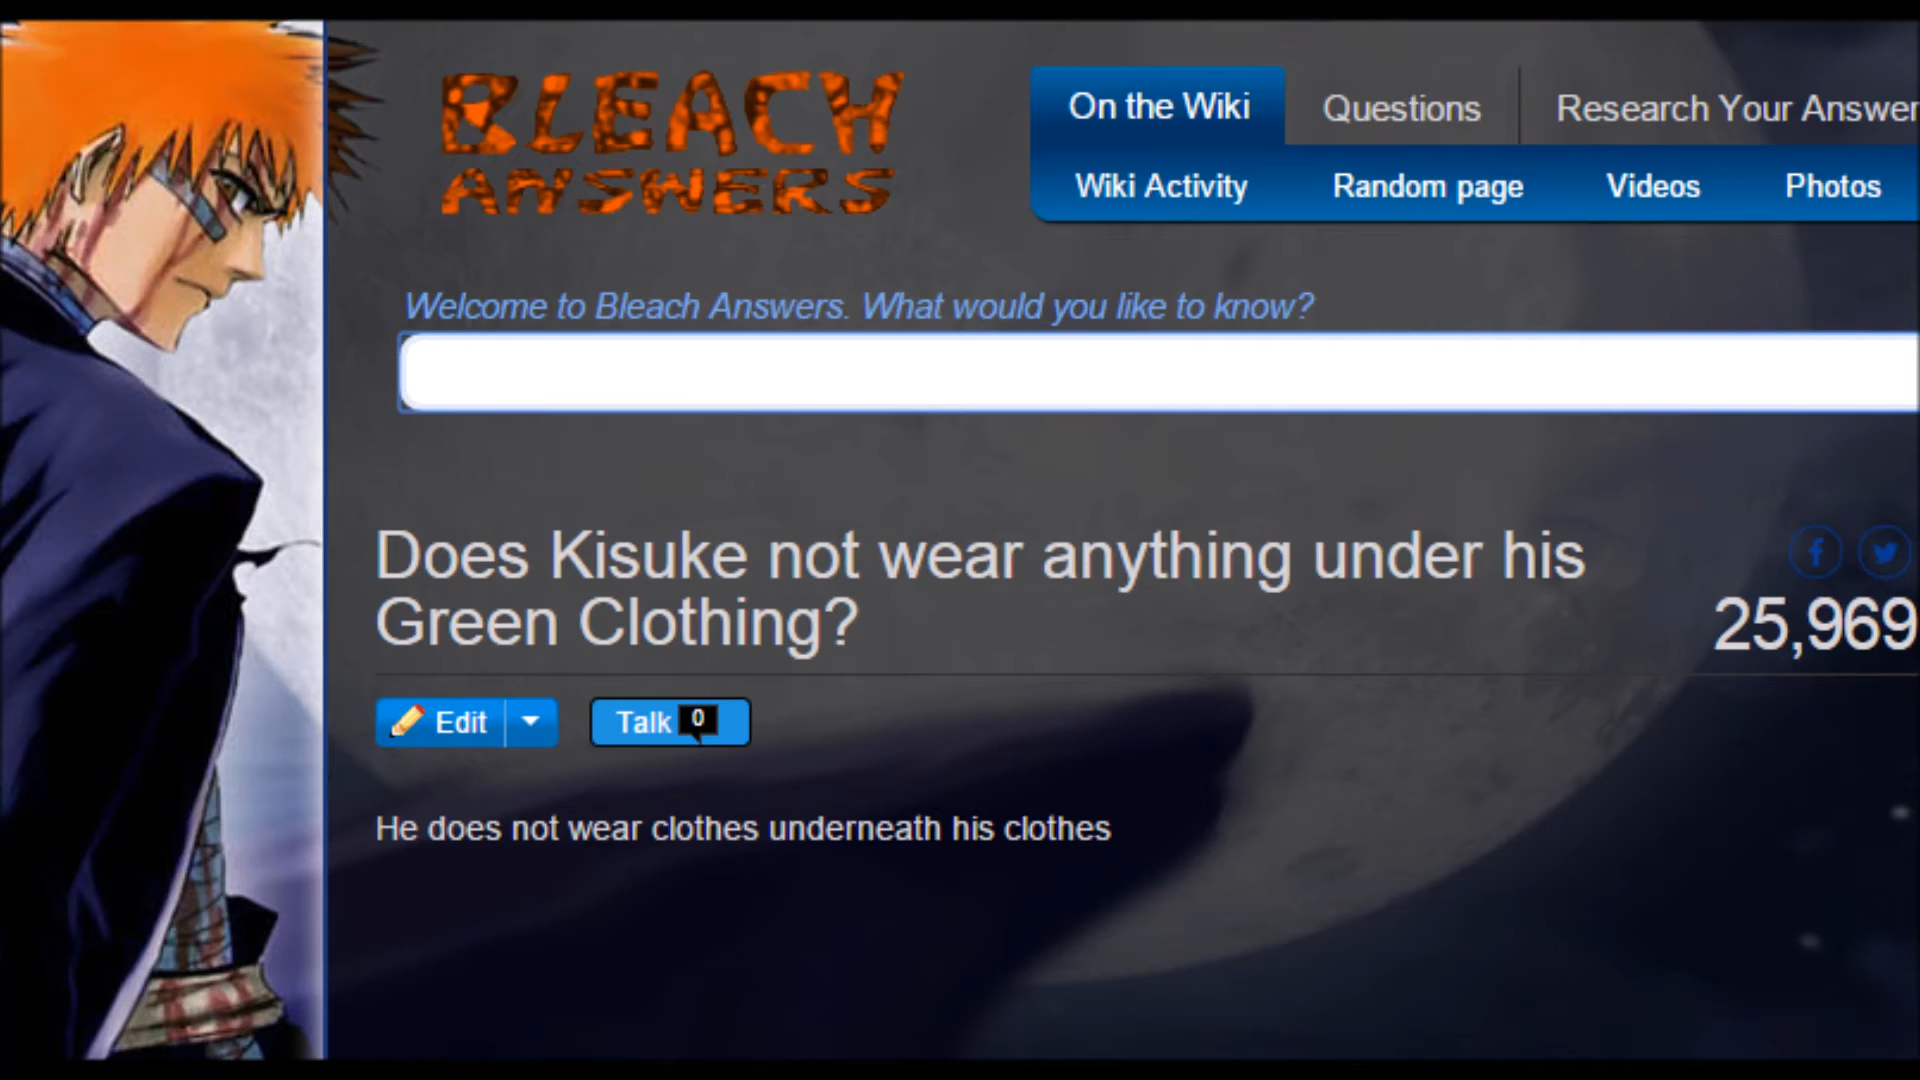 BLEACH
ANSWERS
On the Wiki Questions Research Your Answer
Wiki Activity Random page Videos Photos
Welcome to Bleach Answers. What would you like to know?
Does Kisuke not wear anything under his
Green Clothing?
25,969
Edit Talk 0
He does not wear clothes underneath his clothes